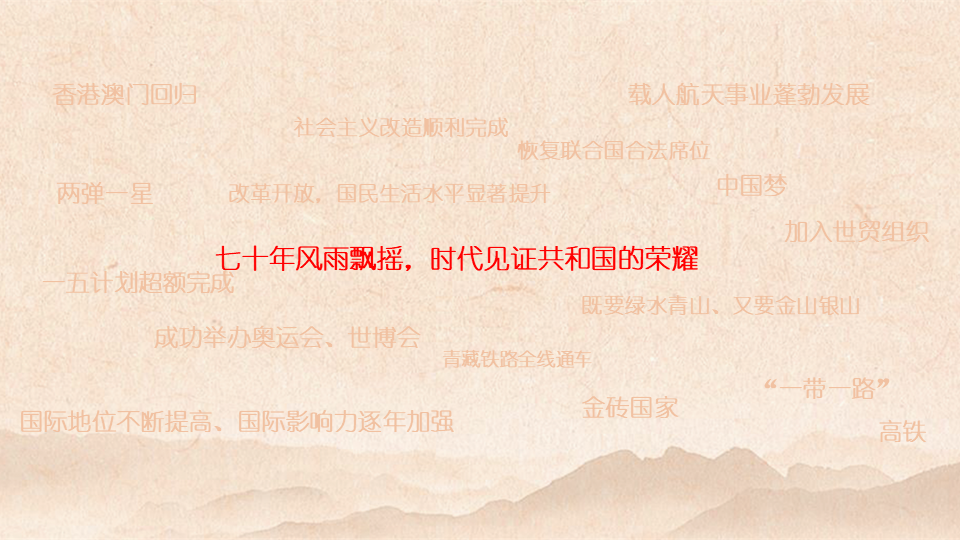 香港澳门回归
载人航天事业蓬勃发展
社会主义改造顺利完成
恢复联合国合法席位
两弹一星
改革开放，国民生活水平显著提升
中国梦
加入世贸组织
七十年风雨飘摇，时代见证共和国的荣耀
一五计划超额完成
既要绿水青山、又要金山银山
成功举办奥运会、世博会
青藏铁路全线通车
“一带一路”
金砖国家
国际地位不断提高、国际影响力逐年加强
高铁